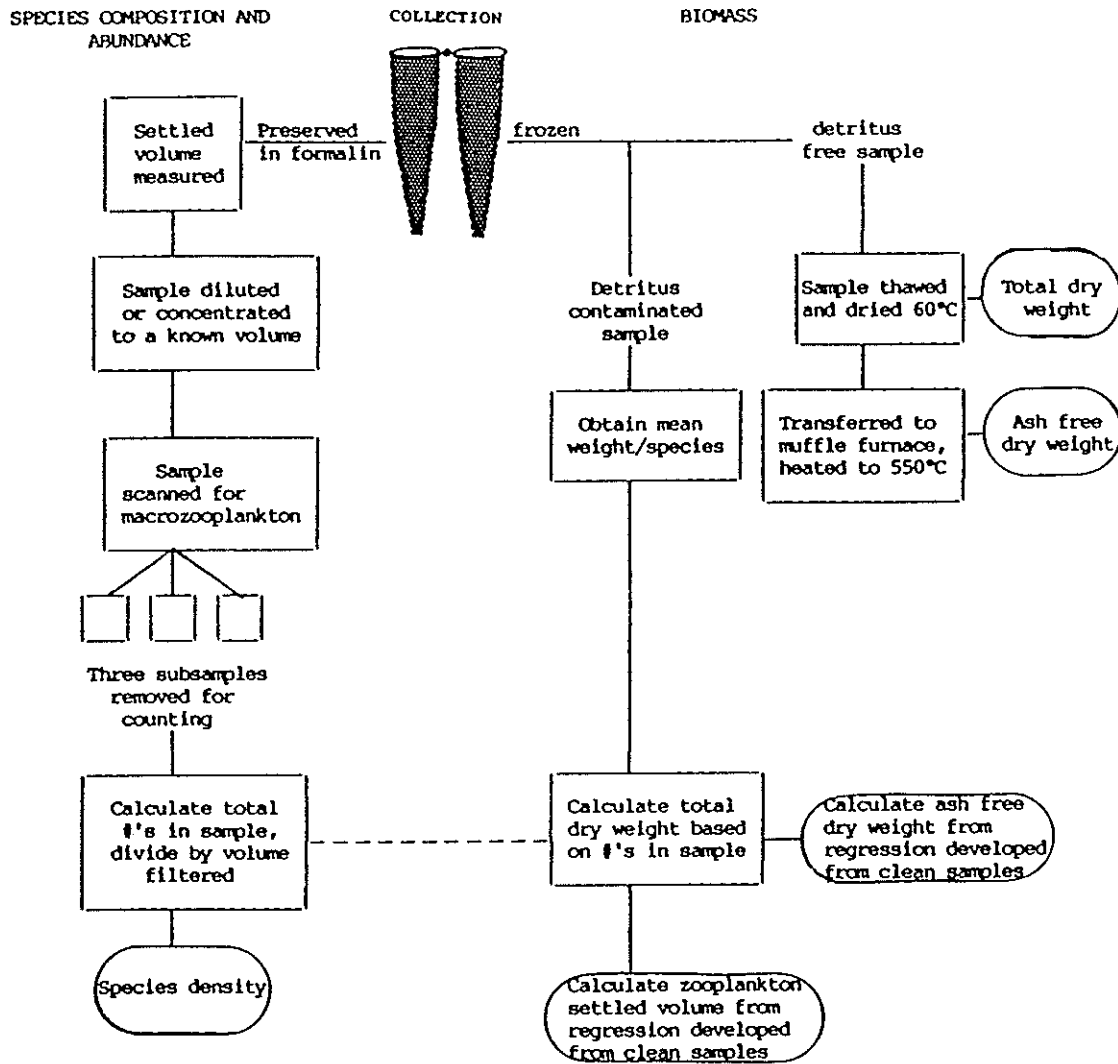 SPECIES COMPOSITION AND
ABUNDANCE
COLLECTION
BIOMASS
Settled
volume
measured
Preserved
in formalin
frozen
detritus
free sample
Sample diluted
or concentrated
to a known volume
Detritus
contaminated
sample
Sample thawed
and dried 60°C
Total dry
weight
Sample
scanned for
macrozooplankton
Obtain mean
weight/species
Transferred to
muffle furnace,
heated to 550°C
Ash free
dry weight
Three subsamples
removed for
counting
Calculate total
#'s in sample,
divide by volume
filtered
Calculate total
dry weight based
on #'s in sample
Calculate ash free
dry weight from
regression developed
from clean samples
Species density
Calculate zooplankton
settled volume from
regression developed
from clean samples